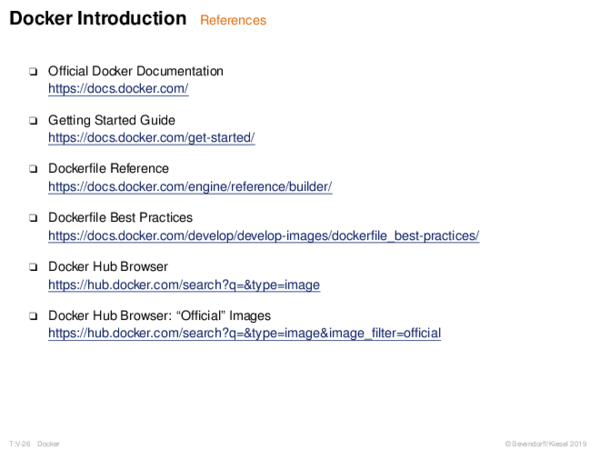 Docker Introduction References
❑ Official Docker Documentation
https://docs.docker.com/
❑ Getting Started Guide
https://docs.docker.com/get-started/
❑ Dockerfile Reference
https://docs.docker.com/engine/reference/builder/
❑ Dockerfile Best Practices
https://docs.docker.com/develop/develop-images/dockerfile_best-practices/
❑ Docker Hub Browser
https://hub.docker.com/search?q=&type=image
❑ Docker Hub Browser: “Official” Images
https://hub.docker.com/search?q=&type=image&image_filter=official
T:V-26 Docker
© Bevendorff/Kiesel 2019